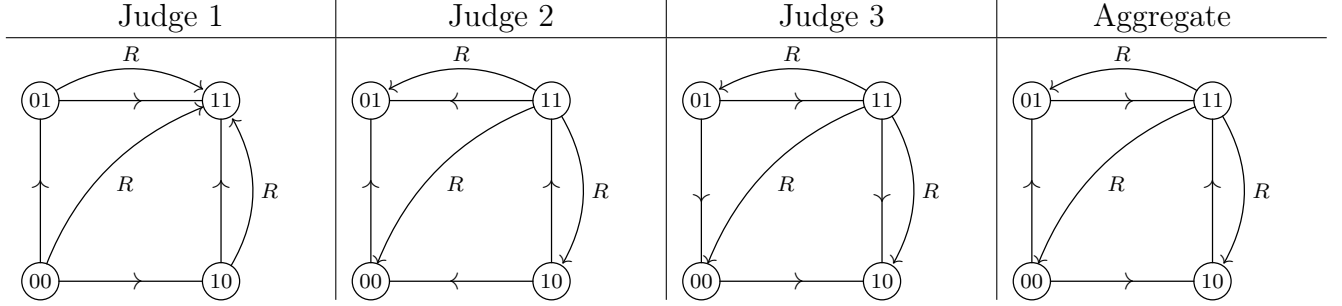 Judge 1 Judge 2 Judge 3 Aggregate
R R R R
01 11 01 11 01 11 01 11
R R R R R R R R
00 10 00 10 00 10 00 10